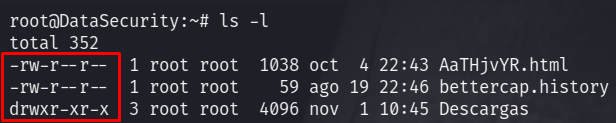 root@DataSecurity:~# ls -l
total 352
-rw-r--r-- 1 root root 1038 oct 4 22:43 AaTHjvYR.html
-rw-r--r-- 1 root root 59 ago 19 22:46 bettercap.history
drwxr-xr-x 3 root root 4096 nov 1 10:45 Descargas